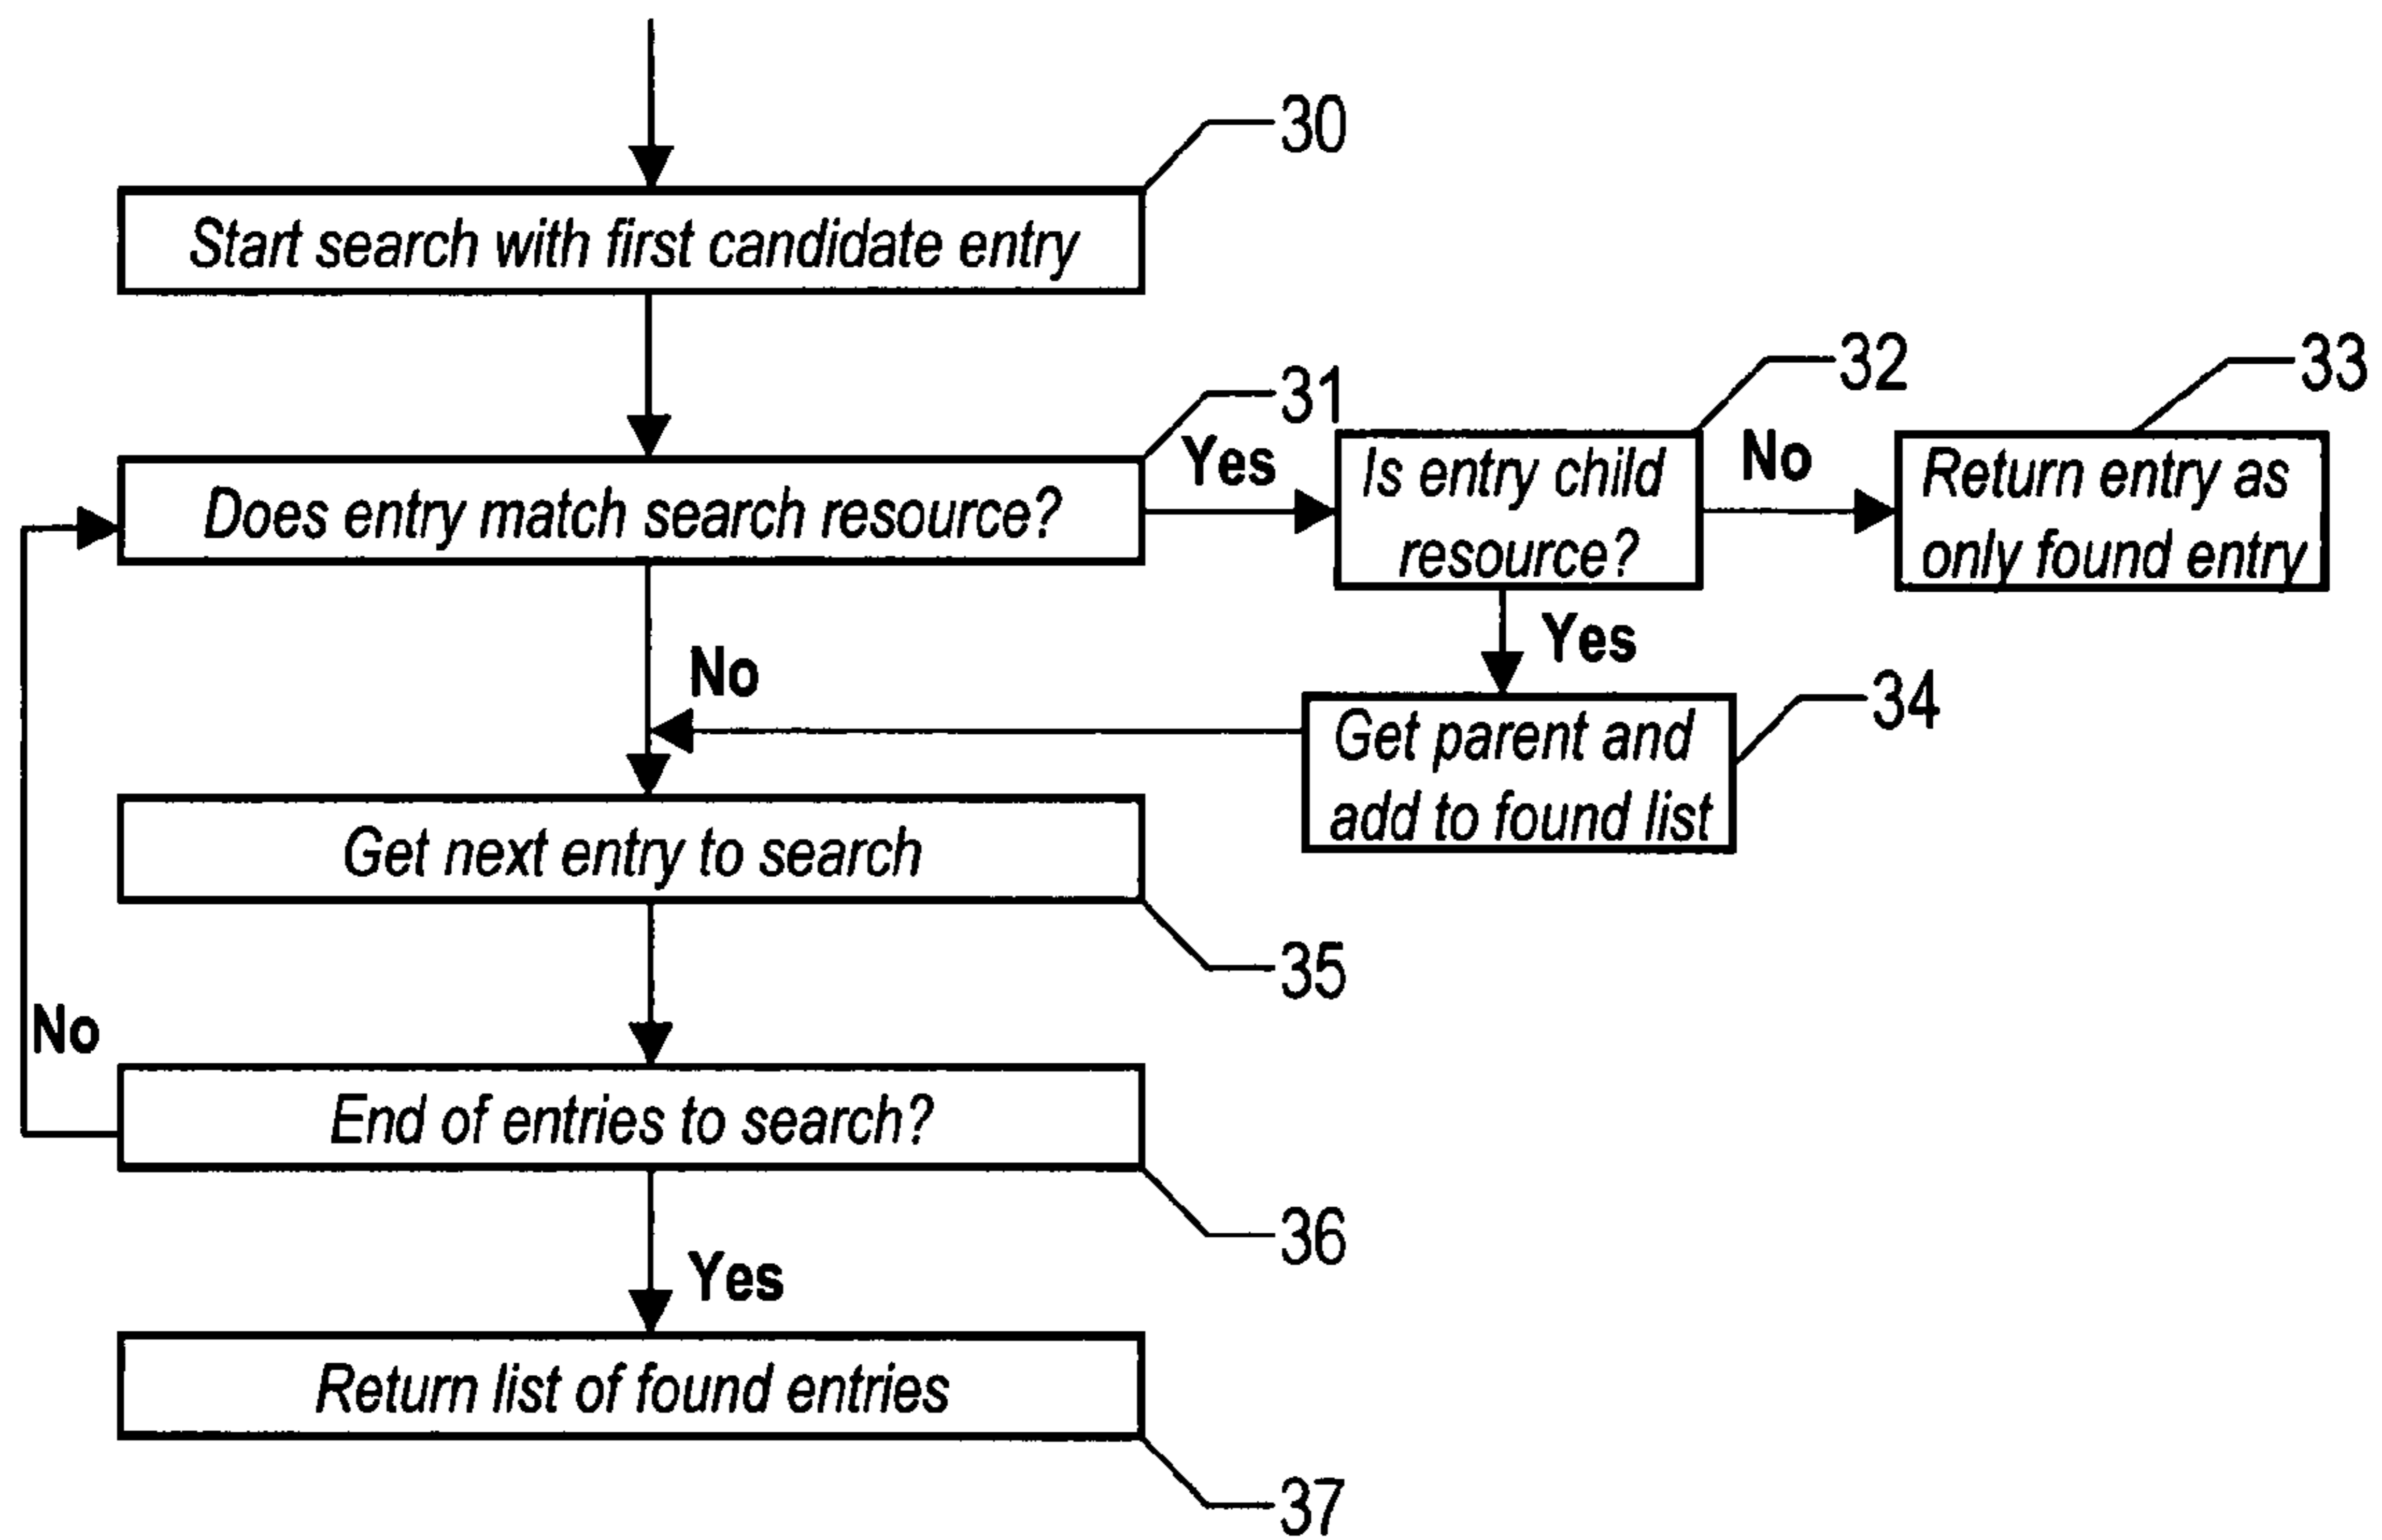 30
Start search with first candidate entry
31
32
33
Does entry match search resource?
Yes
Is entry child
resource?
No
Return entry as
only found entry
No
Yes
34
Get parent and
add to found list
Get next entry to search
35
No
End of entries to search?
36
Yes
Return list of found entries
37